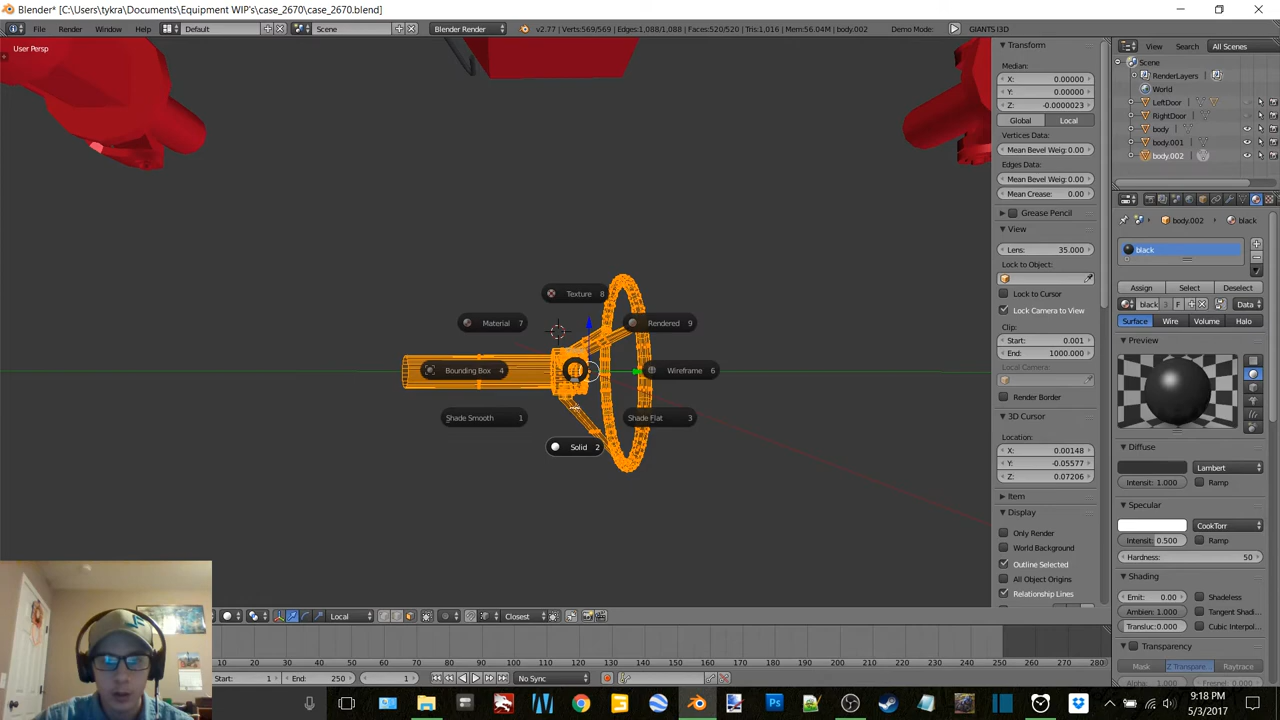 Blender* [C:\Users\tykra\Documents\Equipment WIP's\case_2670\case_2670.blend]
File Render Window Help Default Scene Blender Render v2.77 | Verts:569/569 | Edges:1,088/1,088 | Faces:520/520 | Tris:1,016 | Mem:56.04M | body.002 Demo Mode: GIANTS I3D
User Persp
Transform
Median:
X: 0.00000
Y: 0.00000
Z: -0.0000023
Global Local
Vertices Data:
Mean Bevel Weig: 0.00
Edges Data:
Mean Bevel Weig: 0.00
Mean Crease: 0.00
Grease Pencil
View
Lens: 35.000
Lock to Object:
Lock to Cursor
Lock Camera to View
Clip:
Start: 0.001
End: 1000.000
Local Camera:
Render Border
3D Cursor
Location:
X: 0.00148
Y: -0.05577
Z: 0.07206
Item
Display
Only Render
World Background
Outline Selected
All Object Origins
Relationship Lines
View Search All Scenes
Scene
RenderLayers
World
LeftDoor
RightDoor
body
body.001
body.002
body.002 black
black
Assign Select Deselect
black 3 F Data
Surface Wire Volume Halo
Preview
Diffuse
Lambert
Intensit: 1.000 Ramp
Specular
CookTorr
Intensit: 0.500 Ramp
Hardness: 50
Shading
Emit: 0.00 Shadeless
Ambien: 1.000 Tangent Shadi
Transluc:0.000 Cubic Interpol
Transparency
Mask Z Transpare Raytrace
Texture 8
Material 7
Rendered 9
Bounding Box 4
Wireframe 6
Shade Smooth 1
Shade Flat 3
Solid 2
Local Closest
10 20 30 40 50 60 70 80 90 100 110 120 130 140 150 160 170 180 190 200 210 220 230 240 250 260 270 280
Start: 1 End: 250 1 No Sync
9:18 PM
5/3/2017